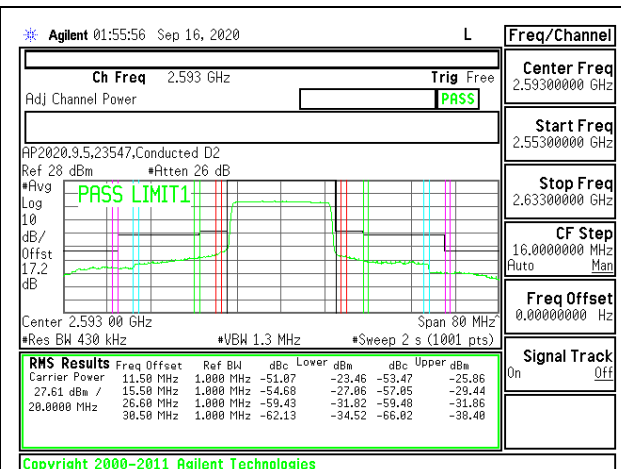 Agilent 01:55:56 Sep 16, 2020 L
Ch Freq 2.593 GHz Trig Free
Adj Channel Power PASS
AP2020.9.5,23547,Conducted D2
Ref 28 dBm #Atten 26 dB
#Avg
Log
10
dB/
Offst
17.2
dB
PASS LIMIT1
Center 2.593 00 GHz Span 80 MHz^
#Res BW 430 kHz #VBW 1.3 MHz #Sweep 2 s (1001 pts)
RMS Results Freq Offset Ref BW dBc Lower dBm dBc Upper dBm
Carrier Power 11.50 MHz 1.000 MHz -51.07 -23.46 -53.47 -25.86
27.61 dBm / 15.50 MHz 1.000 MHz -54.68 -27.06 -57.05 -29.44
20.0000 MHz 26.60 MHz 1.000 MHz -59.43 -31.82 -59.48 -31.86
30.50 MHz 1.000 MHz -62.13 -34.52 -66.02 -38.40
Copyright 2000-2011 Agilent Technologies
Freq/Channel
Center Freq
2.59300000 GHz
Start Freq
2.55300000 GHz
Stop Freq
2.63300000 GHz
CF Step
16.0000000 MHz
Auto Man
Freq Offset
0.00000000 Hz
Signal Track
On Off